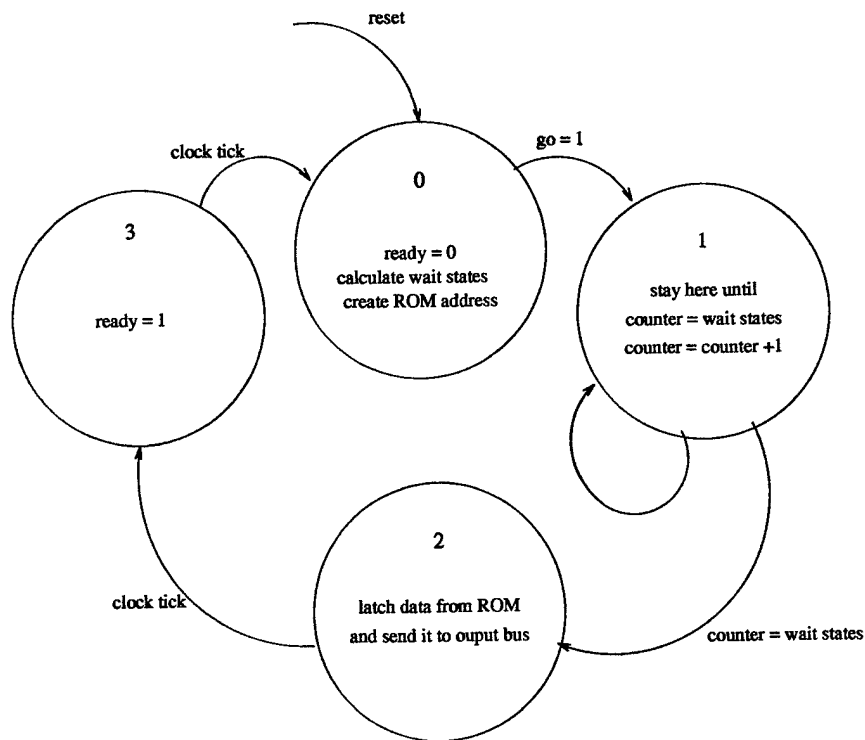 reset
clock tick
go = 1
0
ready = 0
calculate wait states
create ROM address
3
ready = 1
1
stay here until
counter = wait states
counter = counter +1
2
latch data from ROM
and send it to ouput bus
clock tick
counter = wait states